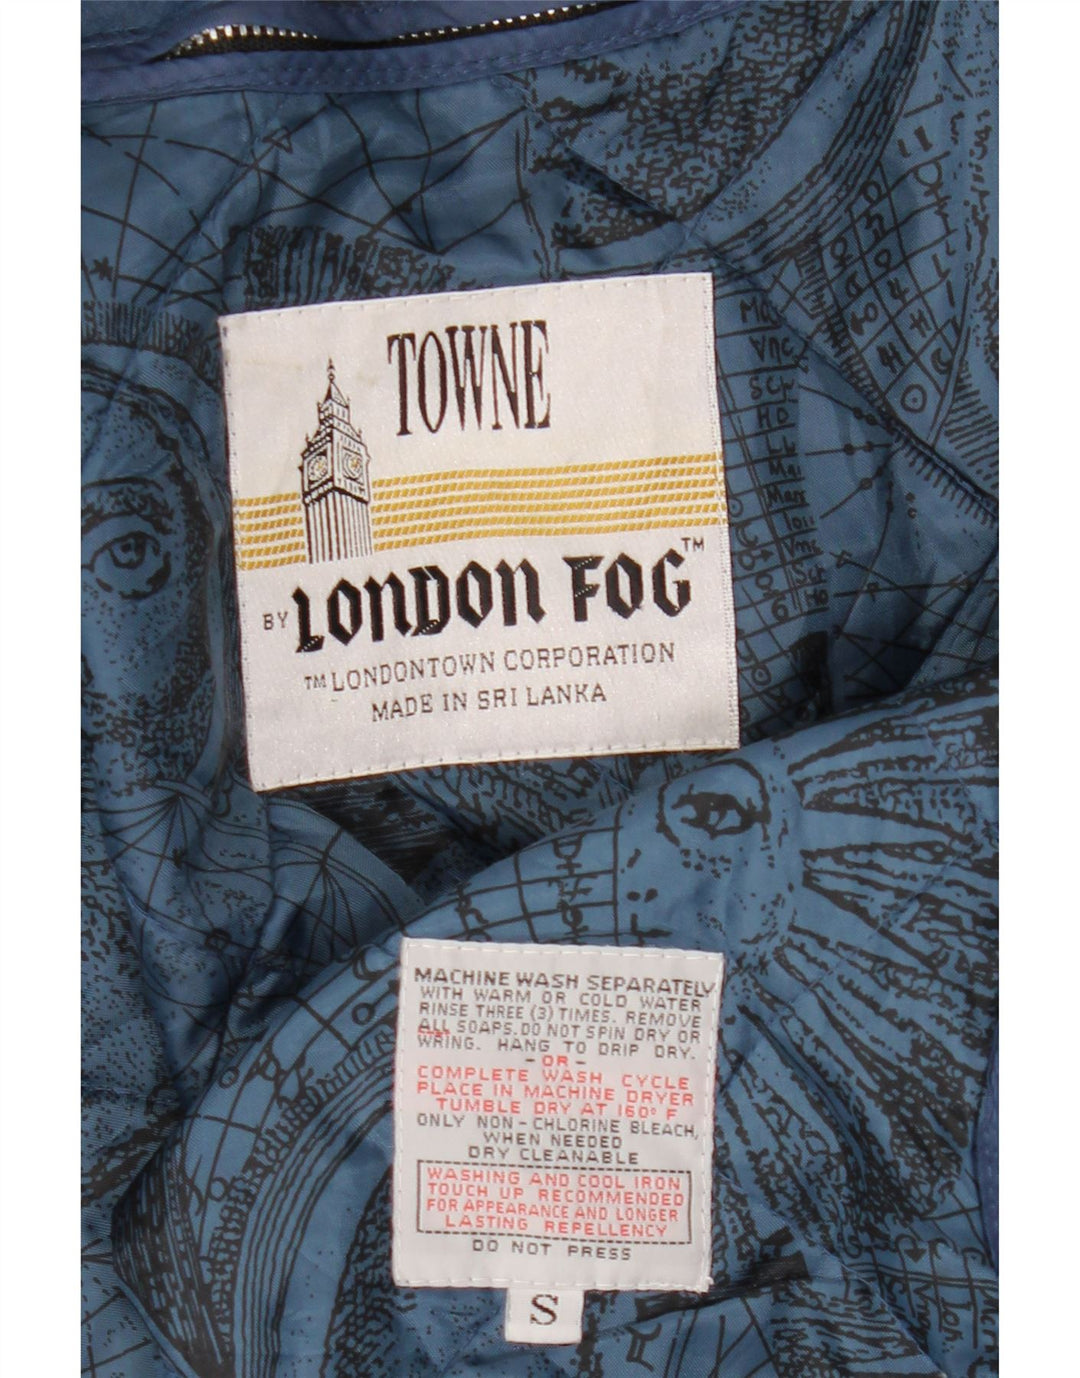 TOWNE
BY LONDON FOG™
™LONDONTOWN CORPORATION
MADE IN SRI LANKA
MACHINE WASH SEPARATELY
WITH WARM OR COLD WATER
RINSE THREE (3) TIMES. REMOVE
ALL SOAPS. DO NOT SPIN DRY OR
WRING. HANG TO DRIP DRY.
- OR -
COMPLETE WASH CYCLE
PLACE IN MACHINE DRYER
TUMBLE DRY AT 160° F
ONLY NON - CHLORINE BLEACH,
WHEN NEEDED
DRY CLEANABLE
WASHING AND COOL IRON
TOUCH UP RECOMMENDED
FOR APPEARANCE AND LONGER
LASTING REPELLENCY
DO NOT PRESS
S